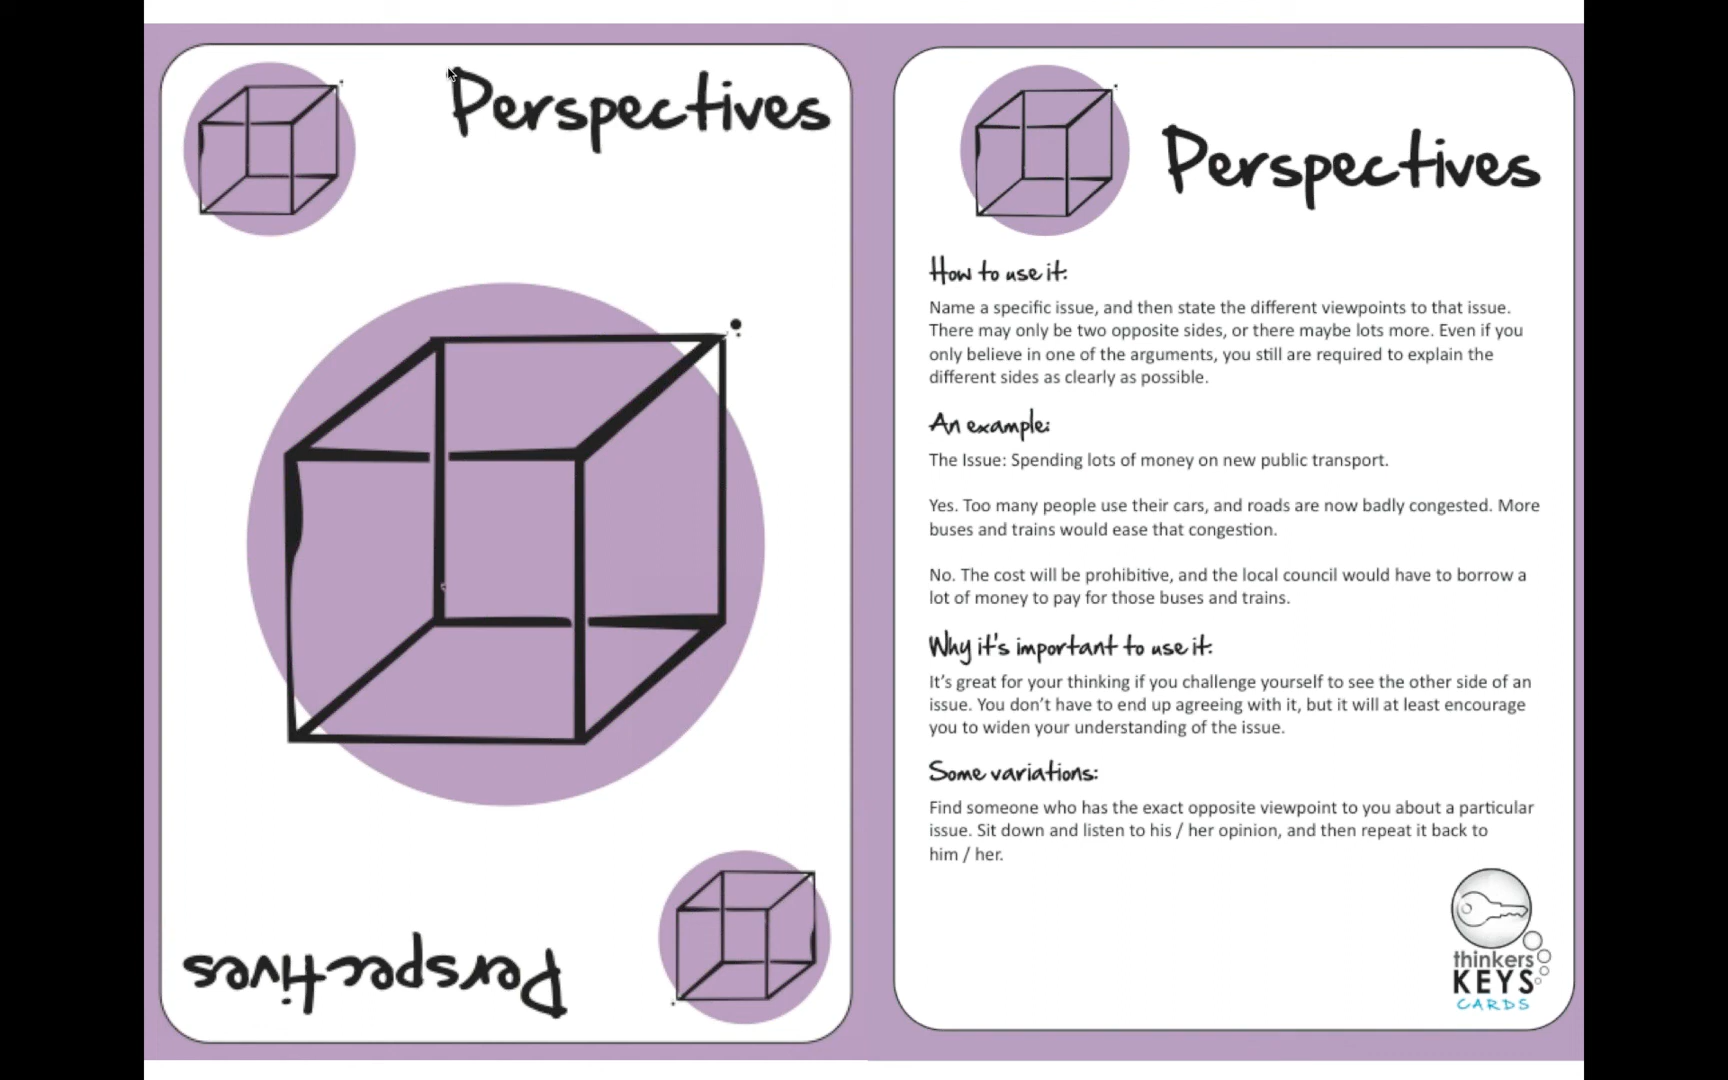 Perspectives
Perspectives
Perspectives
How to use it:
Name a specific issue, and then state the different viewpoints to that issue.
There may only be two opposite sides, or there maybe lots more. Even if you
only believe in one of the arguments, you still are required to explain the
different sides as clearly as possible.
An example:
The Issue: Spending lots of money on new public transport.
Yes. Too many people use their cars, and roads are now badly congested. More
buses and trains would ease that congestion.
No. The cost will be prohibitive, and the local council would have to borrow a
lot of money to pay for those buses and trains.
Why it's important to use it:
It’s great for your thinking if you challenge yourself to see the other side of an
issue. You don’t have to end up agreeing with it, but it will at least encourage
you to widen your understanding of the issue.
Some variations:
Find someone who has the exact opposite viewpoint to you about a particular
issue. Sit down and listen to his / her opinion, and then repeat it back to
him / her.
thinkers
KEYS
CARDS